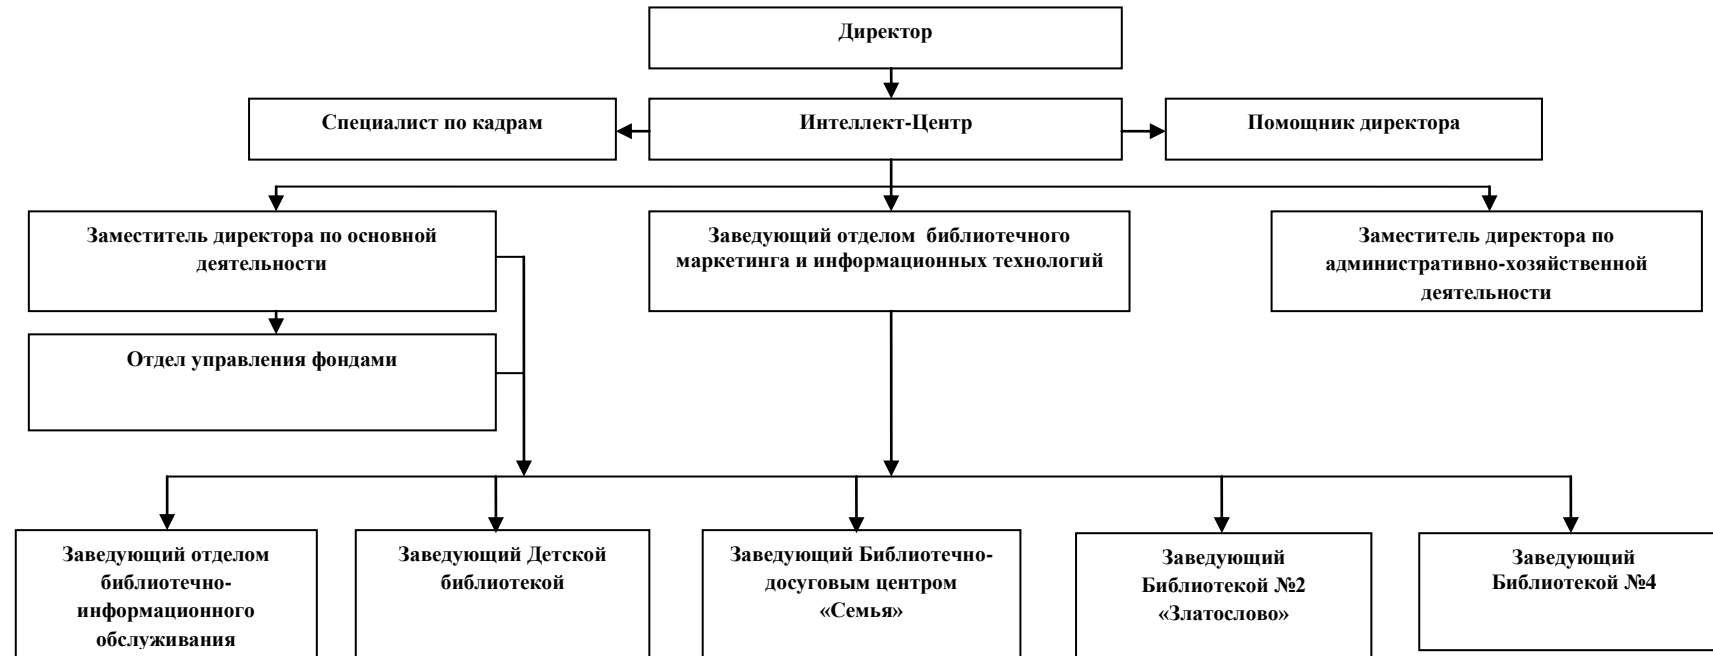 Директор
Специалист по кадрам
Интеллект-Центр
Помощник директора
Заместитель директора по основной
деятельности
Заведующий отделом библиотечного
маркетинга и информационных технологий
Заместитель директора по
административно-хозяйственной
деятельности
Отдел управления фондами
Заведующий отделом
библиотечно-
информационного
обслуживания
Заведующий Детской
библиотекой
Заведующий Библиотечно-
досуговым центром
«Семья»
Заведующий
Библиотекой №2
«Златослово»
Заведующий
Библиотекой №4